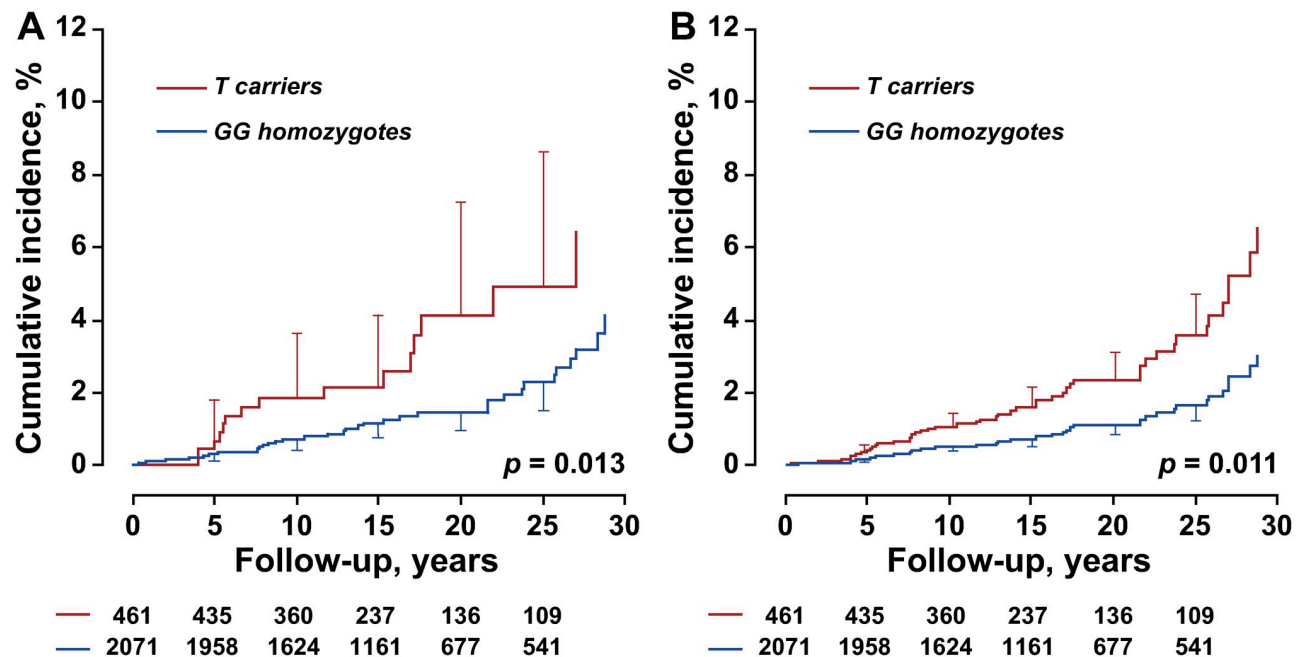 A
Cumulative incidence, %
12
10
8
6
4
2
0
T carriers
GG homozygotes
p = 0.013
0 5 10 15 20 25 30
Follow-up, years
461 435 360 237 136 109
2071 1958 1624 1161 677 541
B
Cumulative incidence, %
12
10
8
6
4
2
0
T carriers
GG homozygotes
p = 0.011
0 5 10 15 20 25 30
Follow-up, years
461 435 360 237 136 109
2071 1958 1624 1161 677 541